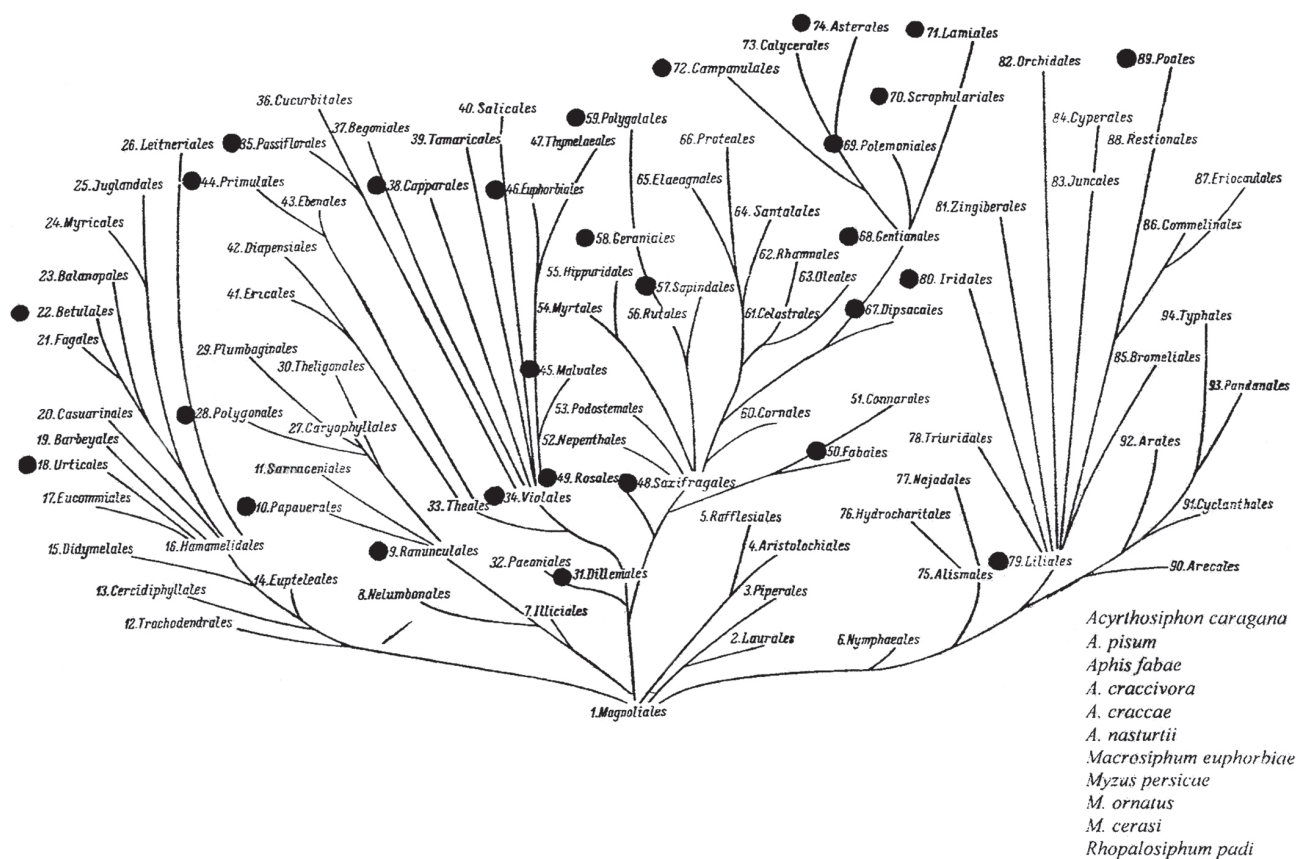 74. Asterales
71. Lamiales
73. Calycerales
72. Campanulales
82. Orchidales
89. Poales
70. Scrophulariales
36. Cucurbitales
40. Salicales
59. Polygalales
84. Cyperales
37. Begoniales
39. Tamaricales
47. Thymelaeales
66. Proteales
69. Polemoniales
88. Restionales
26. Leitneriales
35. Passiflorales
25. Juglandales
44. Primulales
38. Capparales
46. Euphorbiales
65. Elaeagnales
83. Juncales
87. Eriocaulales
43. Ebenales
81. Zingiberales
24. Myricales
64. Santalales
86. Commelinales
42. Diapensiales
58. Geraniales
68. Gentianales
62. Rhamnales
23. Balanopales
55. Hippuridales
63. Oleales
80. Iridales
57. Sapindales
41. Ericales
22. Betulales
54. Myrtales
56. Rutales
61. Celastrales
67. Dipsacales
94. Typhales
21. Fagales
29. Plumbaginales
30. Theligonales
45. Malvales
85. Bromeliales
93. Pandanales
51. Connarales
20. Casuarinales
28. Polygonales
53. Podostemales
60. Cornales
27. Caryophyllales
19. Barbeyales
52. Nepenthales
78. Triuridales
92. Arales
18. Urticales
50. Fabales
11. Sarraceniales
49. Rosales
48. Saxifragales
77. Najadales
17. Eucommiales
34. Violales
10. Papaverales
33. Theales
91. Cyclanthales
5. Rafflesiales
76. Hydrocharitales
16. Hamamelidales
15. Didymelales
9. Ranunculales
4. Aristolochiales
32. Paeoniales
79. Liliales
90. Arecales
14. Eupteleales
31. Dilleniales
75. Alismales
13. Cercidiphyllales
8. Nelumbonales
3. Piperales
7. Illiciales
12. Trochodendrales
2. Laurales
6. Nymphaeales
1. Magnoliales
Acyrthosiphon caragana
A. pisum
Aphis fabae
A. craccivora
A. craccae
A. nasturtii
Macrosiphum euphorbiae
Myzus persicae
M. ornatus
M. cerasi
Rhopalosiphum padi